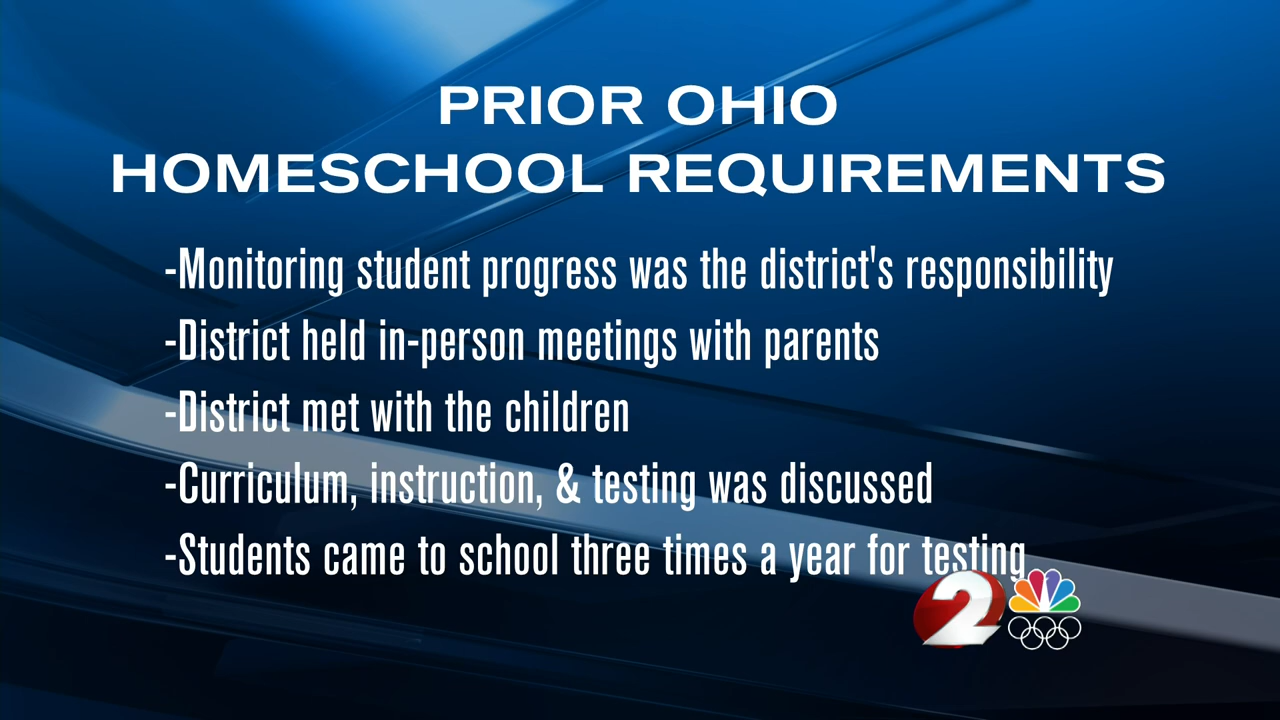 PRIOR OHIO
HOMESCHOOL REQUIREMENTS
-Monitoring student progress was the district's responsibility
-District held in-person meetings with parents
-District met with the children
-Curriculum, instruction, & testing was discussed
-Students came to school three times a year for testing
2